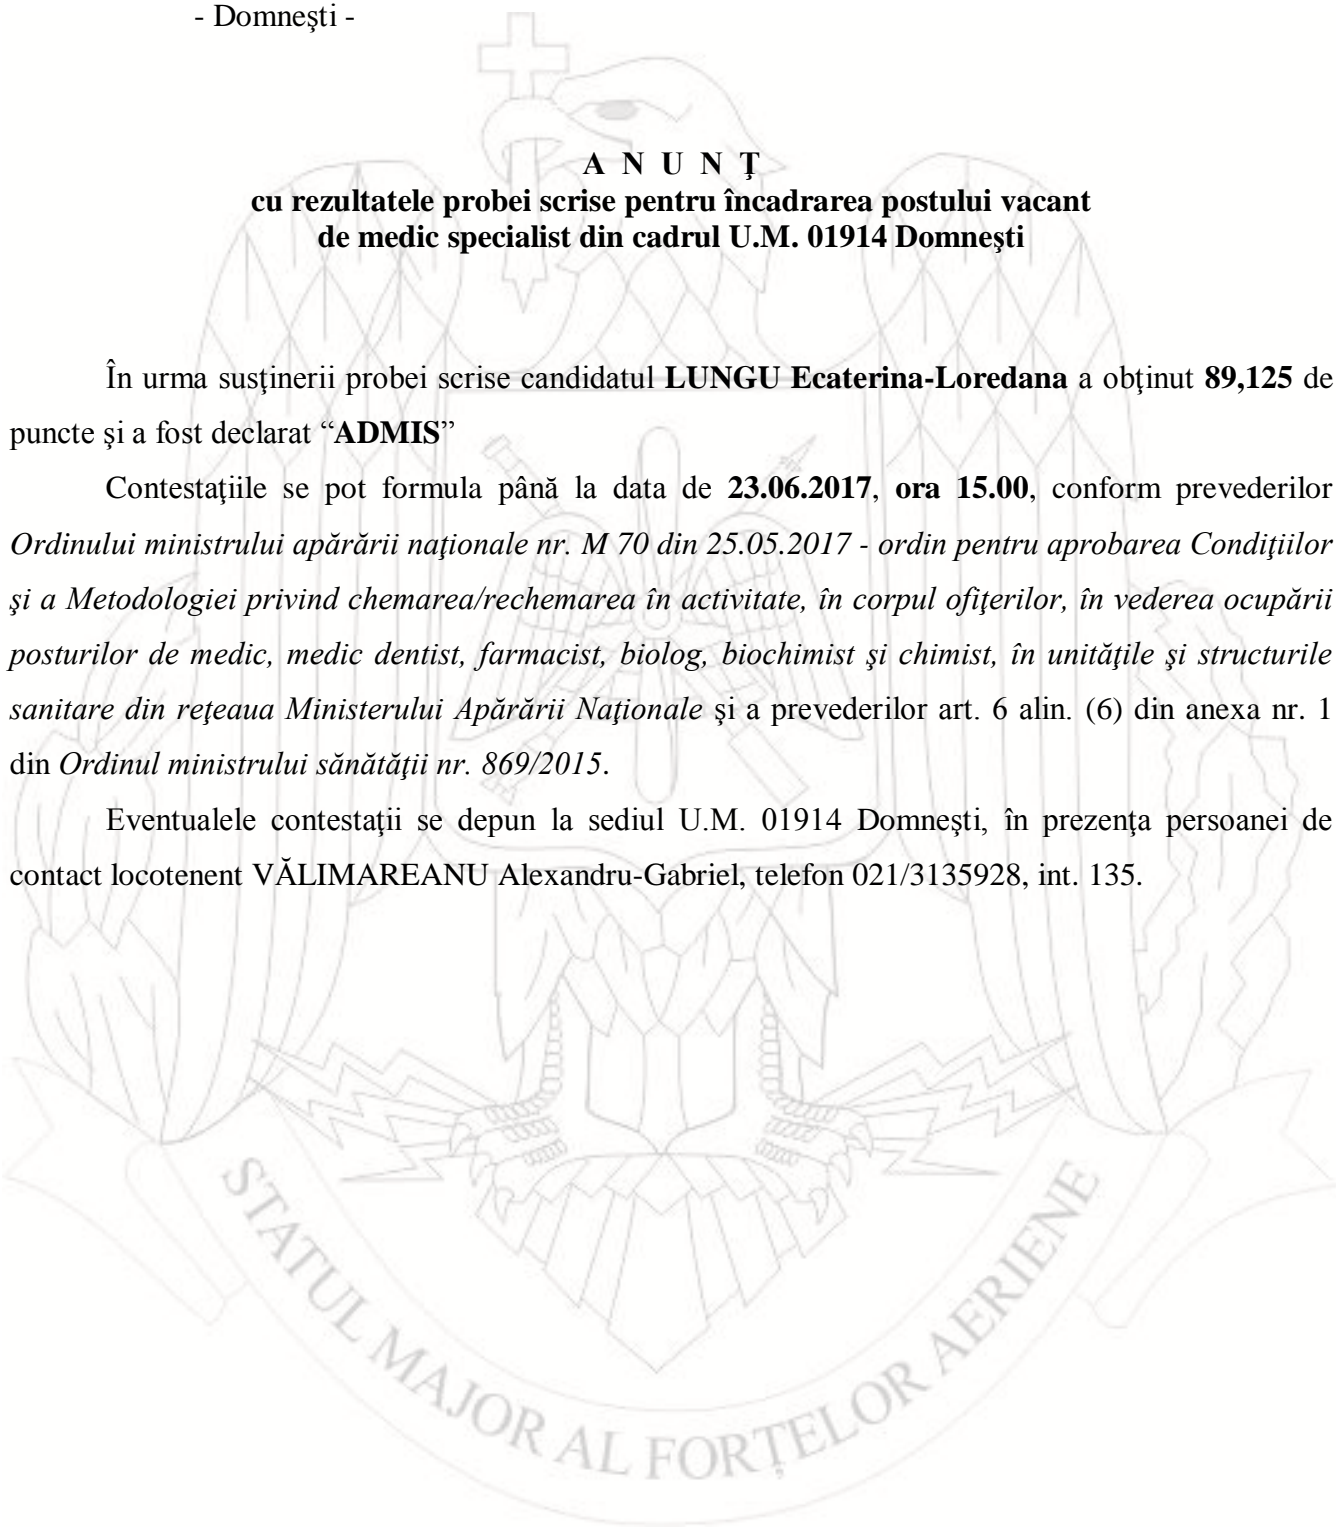 - Domneşti -
A N U N Ţ
cu rezultatele probei scrise pentru încadrarea postului vacant
de medic specialist din cadrul U.M. 01914 Domneşti
În urma susţinerii probei scrise candidatul LUNGU Ecaterina-Loredana a obţinut 89,125 de
puncte şi a fost declarat “ADMIS”
Contestaţiile se pot formula până la data de 23.06.2017, ora 15.00, conform prevederilor
Ordinului ministrului apărării naţionale nr. M 70 din 25.05.2017 - ordin pentru aprobarea Condiţiilor
şi a Metodologiei privind chemarea/rechemarea în activitate, în corpul ofiţerilor, în vederea ocupării
posturilor de medic, medic dentist, farmacist, biolog, biochimist şi chimist, în unităţile şi structurile
sanitare din reţeaua Ministerului Apărării Naţionale şi a prevederilor art. 6 alin. (6) din anexa nr. 1
din Ordinul ministrului sănătăţii nr. 869/2015.
Eventualele contestaţii se depun la sediul U.M. 01914 Domneşti, în prezenţa persoanei de
contact locotenent VĂLIMAREANU Alexandru-Gabriel, telefon 021/3135928, int. 135.
STATUL MAJOR AL FORŢELOR AERIENE